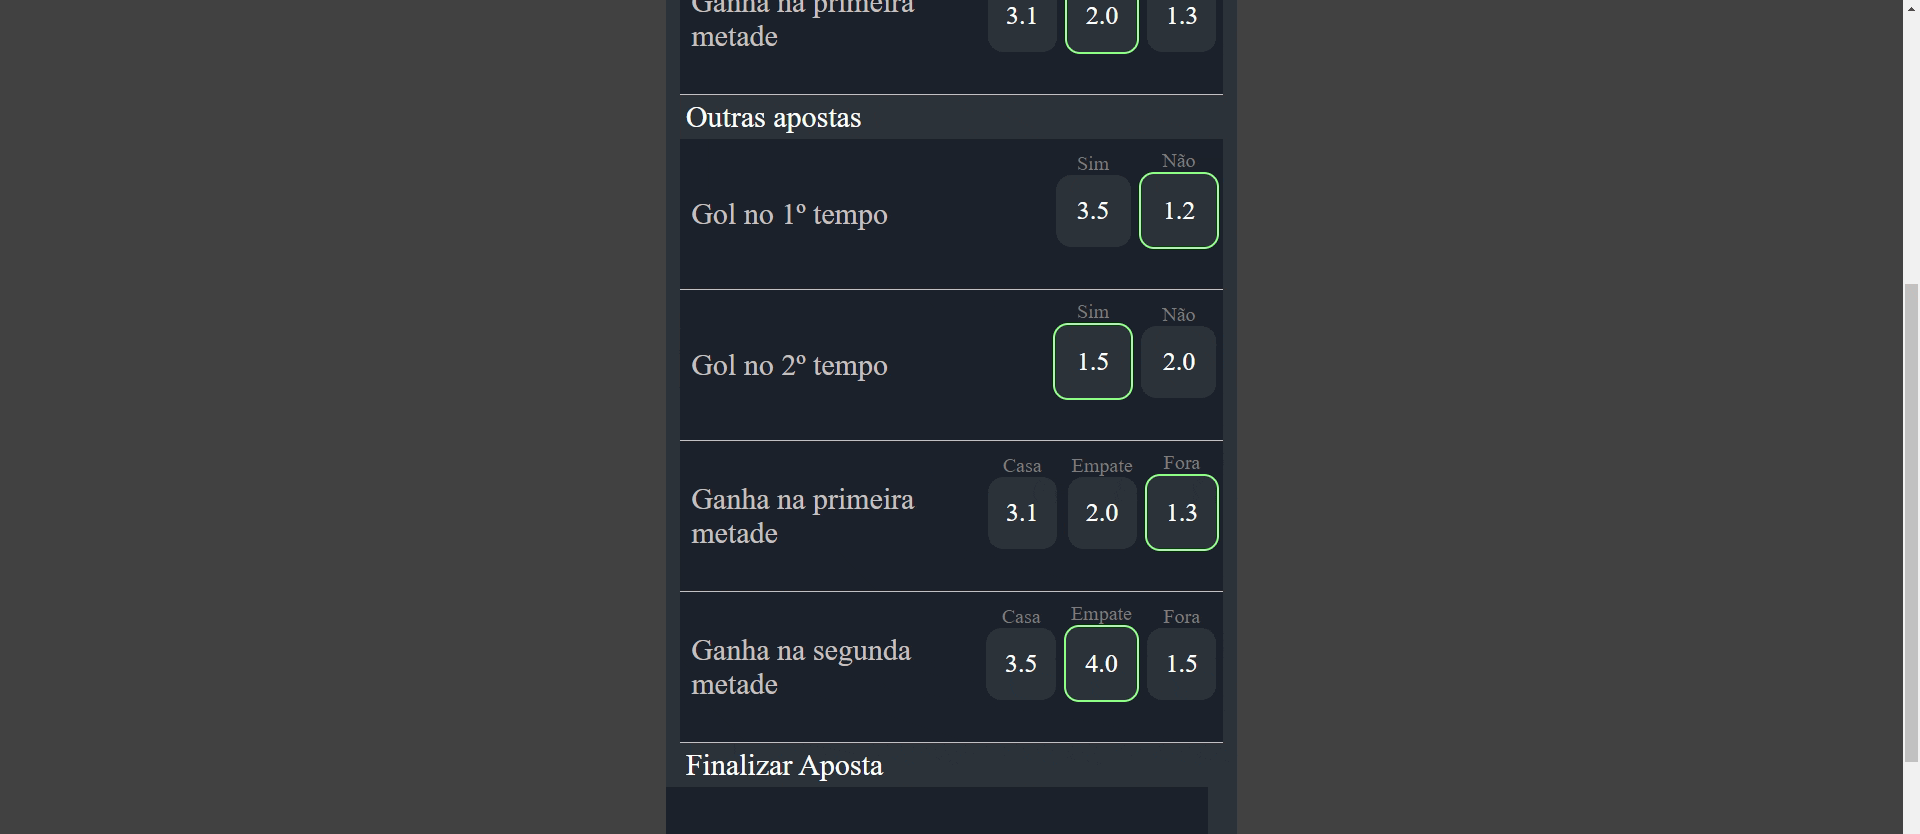 Ganha na primeira
metade
3.1 2.0 1.3
Outras apostas
Sim Não
Gol no 1º tempo 3.5 1.2
Sim Não
Gol no 2º tempo 1.5 2.0
Casa Empate Fora
Ganha na primeira
metade
3.1 2.0 1.3
Casa Empate Fora
Ganha na segunda
metade
3.5 4.0 1.5
Finalizar Aposta